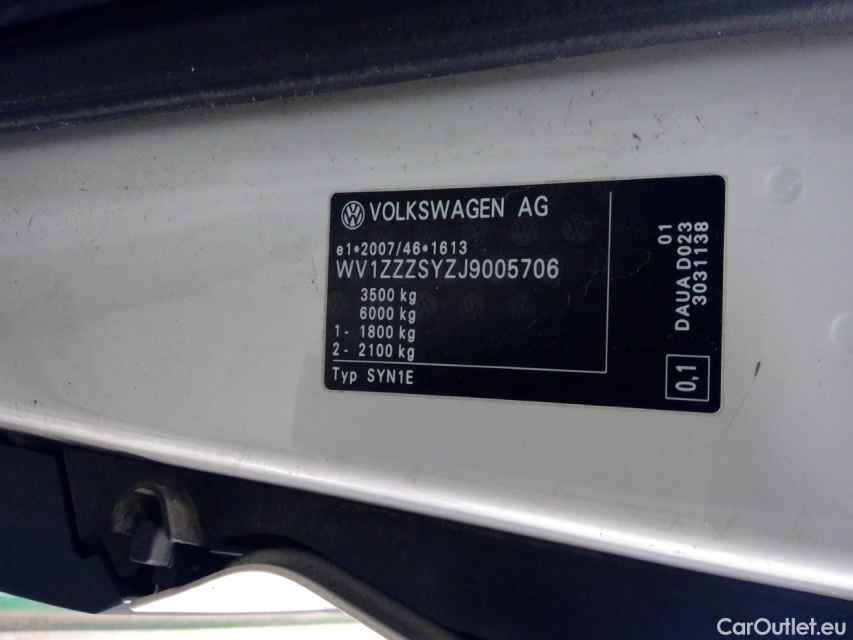 VOLKSWAGEN AG
e1*2007/46*1613
WV1ZZZSYZJ9005706
3500 kg
6000 kg
1 - 1800 kg
2 - 2100 kg
Typ SYN1E
01
DAUA D023
3031138
0,1
CarOutlet.eu